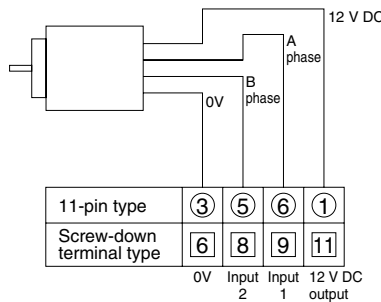 12 V DC
A
phase
B
phase
0V
11-pin type 3 5 6 1
Screw-down
terminal type 6 8 9 11
0V Input
2 Input
1 12 V DC
output